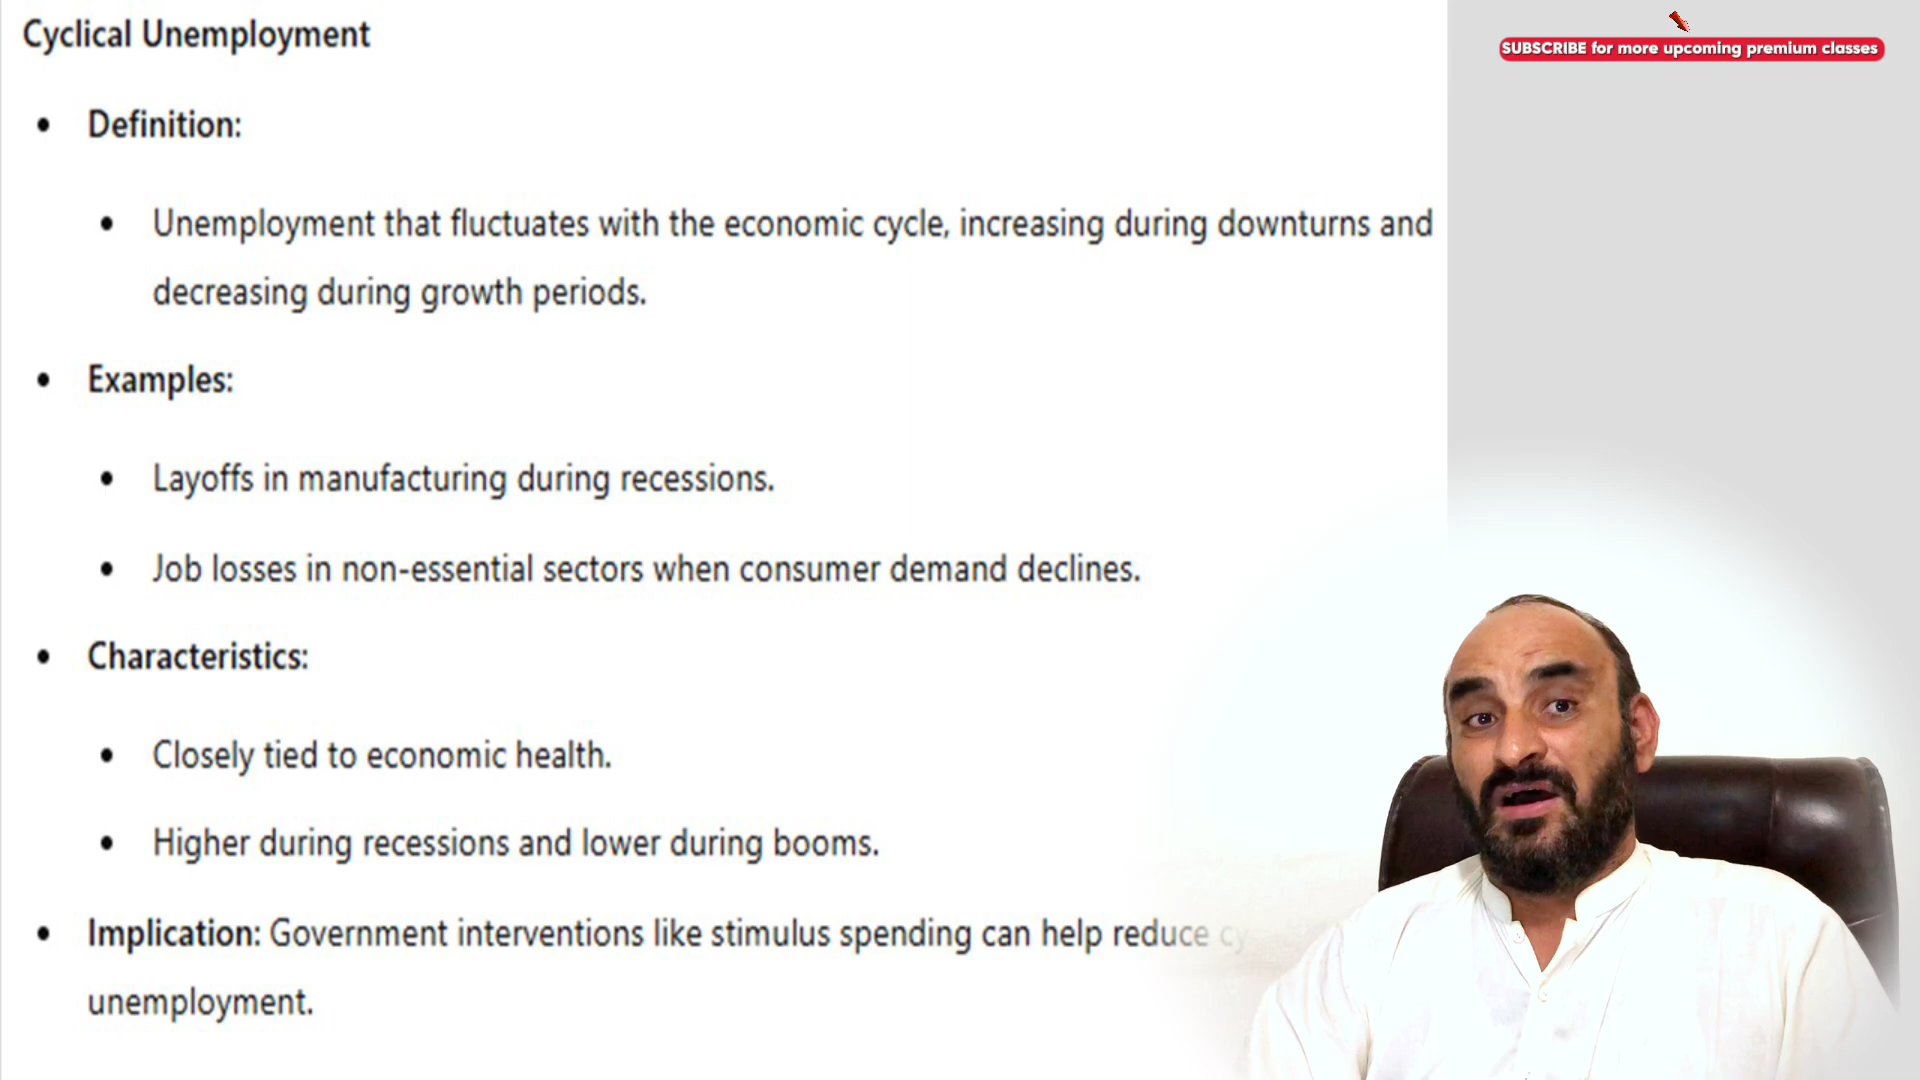 Cyclical Unemployment
SUBSCRIBE for more upcoming premium classes
• Definition:
• Unemployment that fluctuates with the economic cycle, increasing during downturns and
decreasing during growth periods.
• Examples:
• Layoffs in manufacturing during recessions.
• Job losses in non-essential sectors when consumer demand declines.
• Characteristics:
• Closely tied to economic health.
• Higher during recessions and lower during booms.
• Implication: Government interventions like stimulus spending can help reduce
unemployment.